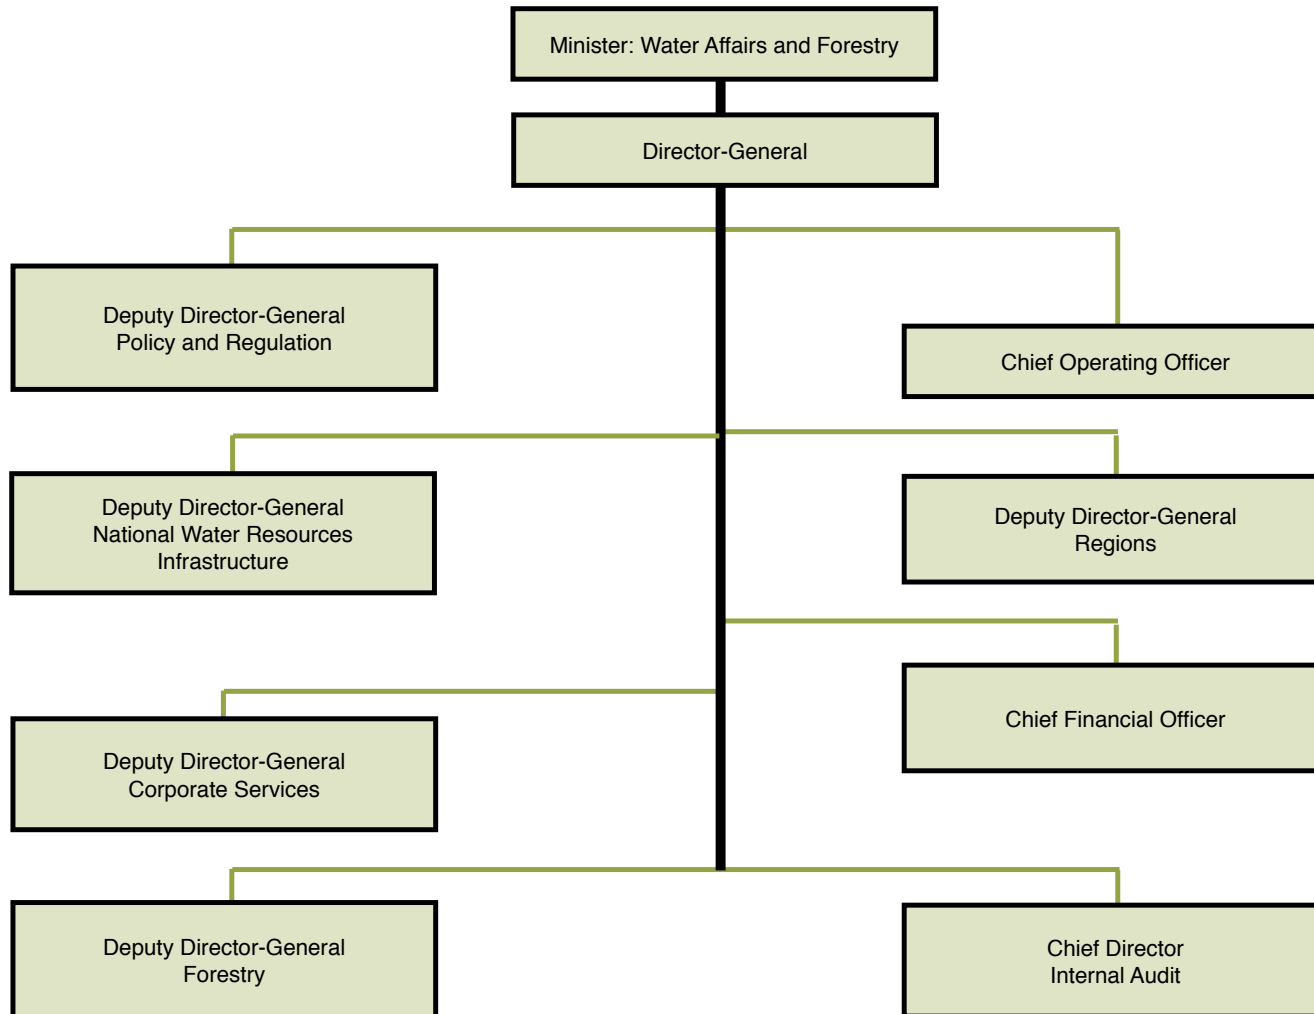 Minister: Water Affairs and Forestry
Director-General
Deputy Director-General
Policy and Regulation
Chief Operating Officer
Deputy Director-General
National Water Resources
Infrastructure
Deputy Director-General
Regions
Deputy Director-General
Corporate Services
Chief Financial Officer
Deputy Director-General
Forestry
Chief Director
Internal Audit